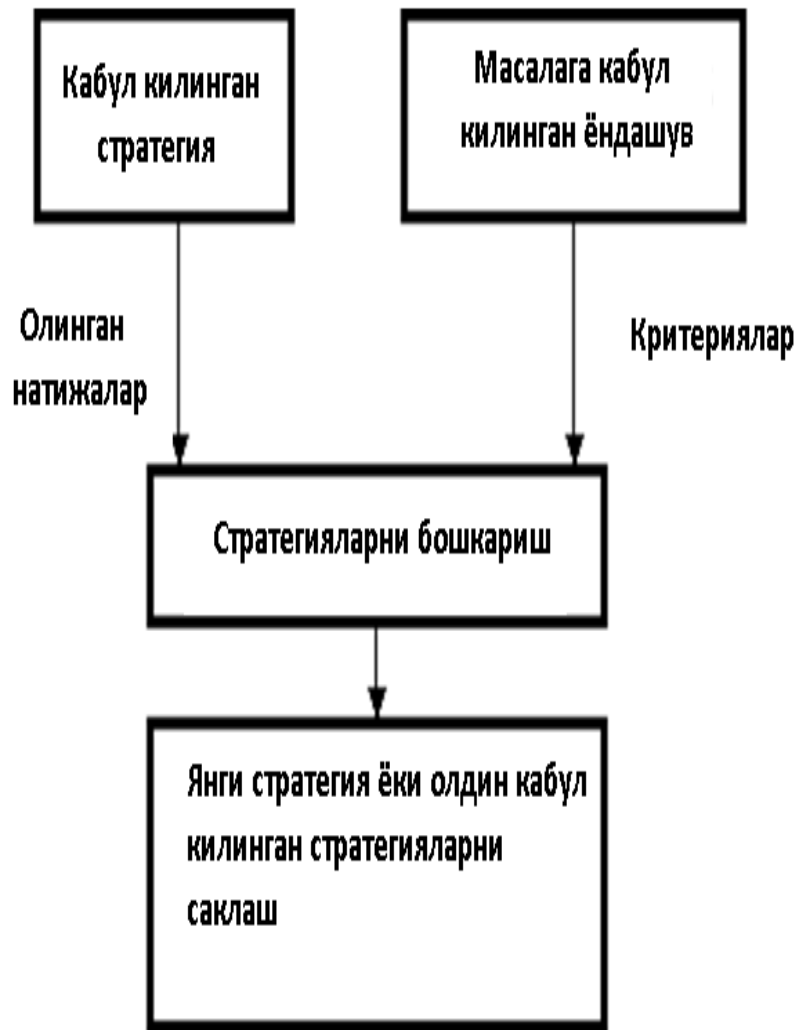 Кабул килинган
стратегия
Масалага кабул
килинган ёндашув
Олинган
натижалар
Критериялар
Стратегияларни бошкариш
Янги стратегия ёки олдин кабул
килинган стратегияларни
саклаш